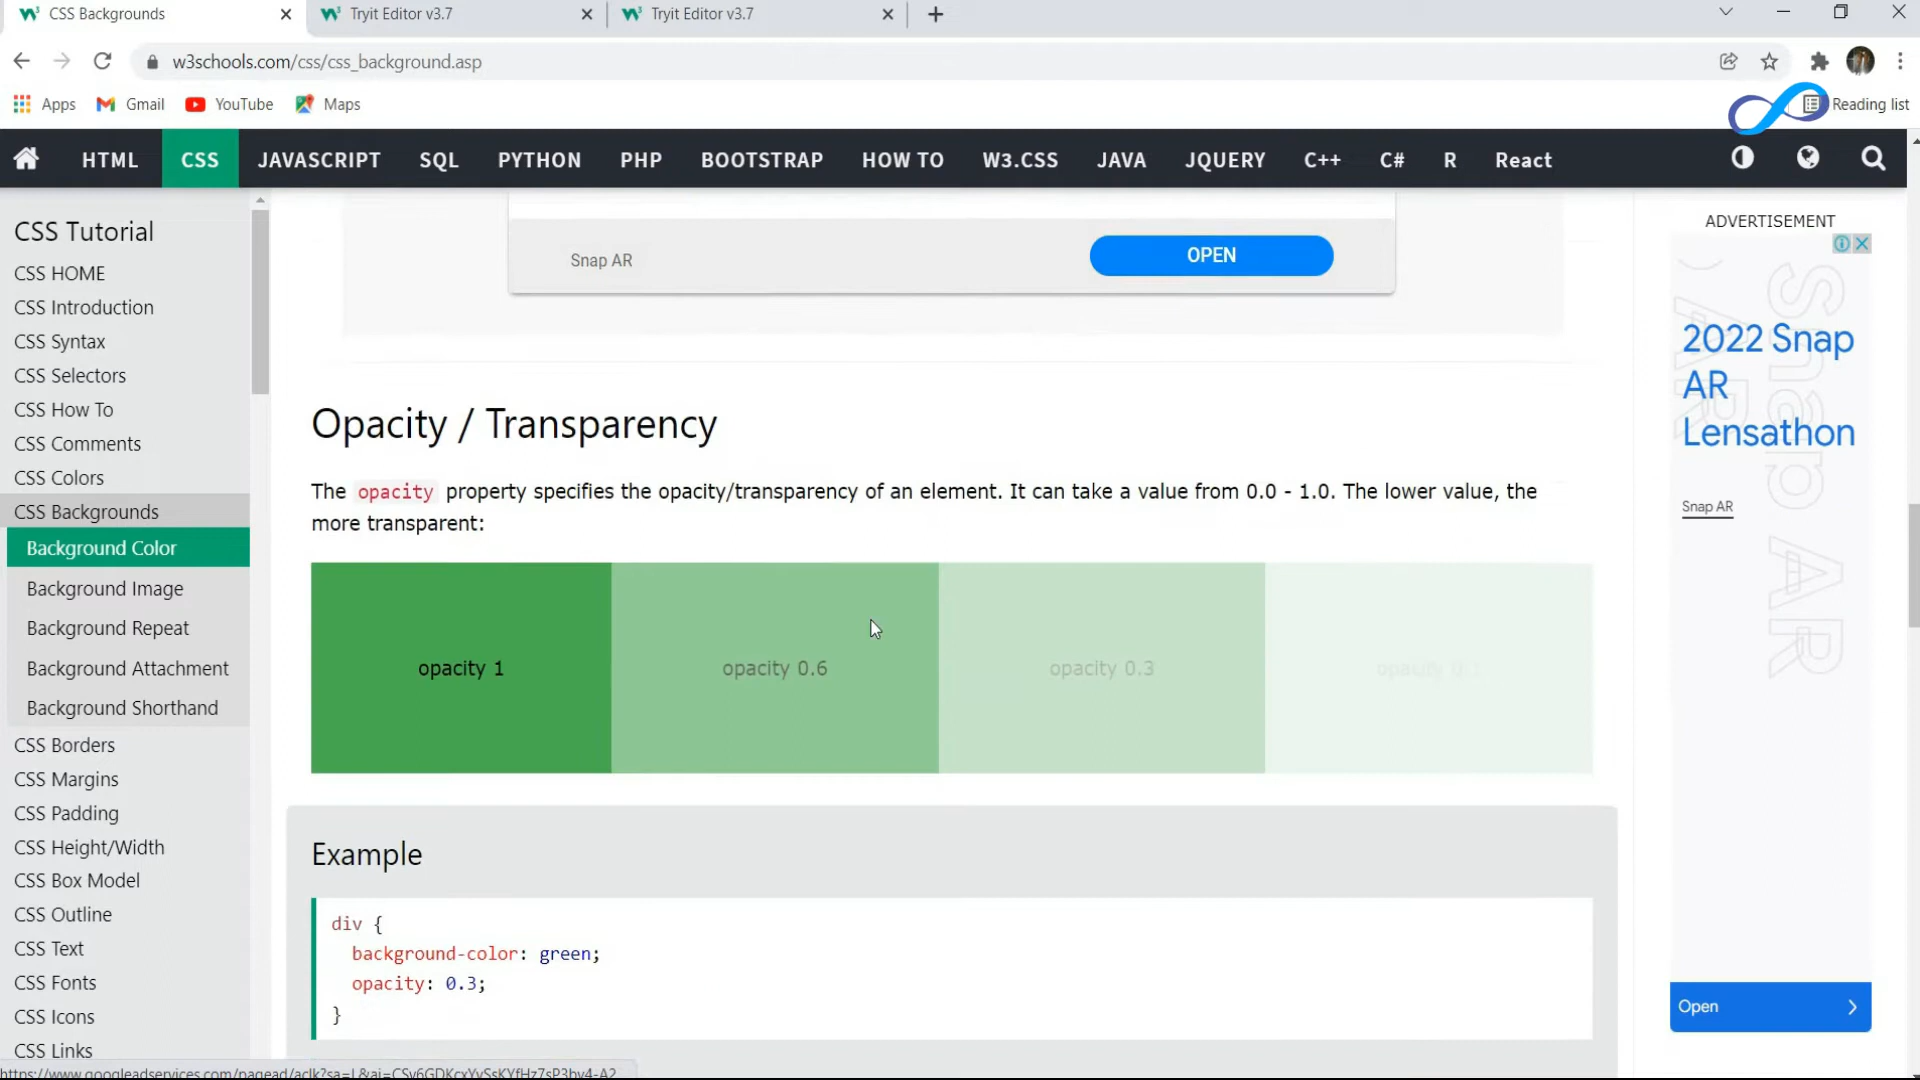 CSS Backgrounds
Tryit Editor v3.7
Tryit Editor v3.7
w3schools.com/css/css_background.asp
Apps
Gmail
YouTube
Maps
Reading list
HTML
CSS
JAVASCRIPT
SQL
PYTHON
PHP
BOOTSTRAP
HOW TO
W3.CSS
JAVA
JQUERY
C++
C#
R
React
CSS Tutorial
CSS HOME
CSS Introduction
CSS Syntax
CSS Selectors
CSS How To
CSS Comments
CSS Colors
CSS Backgrounds
Background Color
Background Image
Background Repeat
Background Attachment
Background Shorthand
CSS Borders
CSS Margins
CSS Padding
CSS Height/Width
CSS Box Model
CSS Outline
CSS Text
CSS Fonts
CSS Icons
CSS Links
Snap AR
OPEN
Opacity / Transparency
The opacity property specifies the opacity/transparency of an element. It can take a value from 0.0 - 1.0. The lower value, the
more transparent:
opacity 1
opacity 0.6
opacity 0.3
opacity
Example
div {
background-color: green;
opacity: 0.3;
}
ADVERTISEMENT
Snap AR
2022 Snap
AR
Lensathon
Snap AR
Open